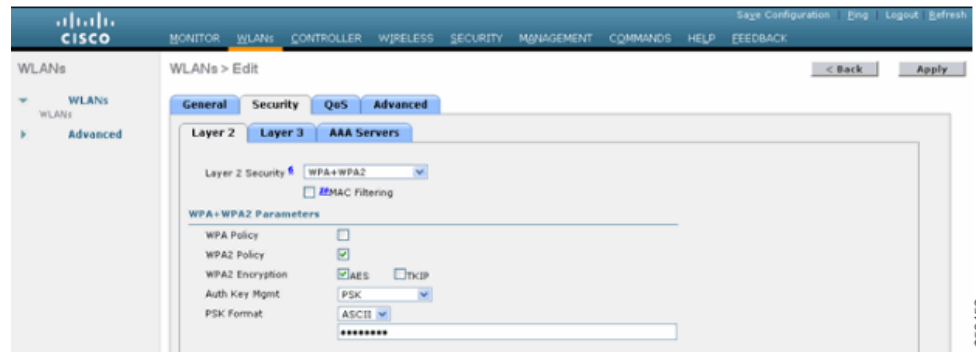 Save Configuration Ping Logout Refresh
CISCO
MONITOR WLANs CONTROLLER WIRELESS SECURITY MANAGEMENT COMMANDS HELP FEEDBACK
WLANs
WLANs > Edit
< Back
Apply
WLANs
WLANs
Advanced
General Security QoS Advanced
Layer 2 Layer 3 AAA Servers
Layer 2 Security 6 WPA+WPA2
MAC Filtering
WPA+WPA2 Parameters
WPA Policy
WPA2 Policy
WPA2 Encryption AES TKIP
Auth Key Mgmt PSK
PSK Format ASCII
••••••••